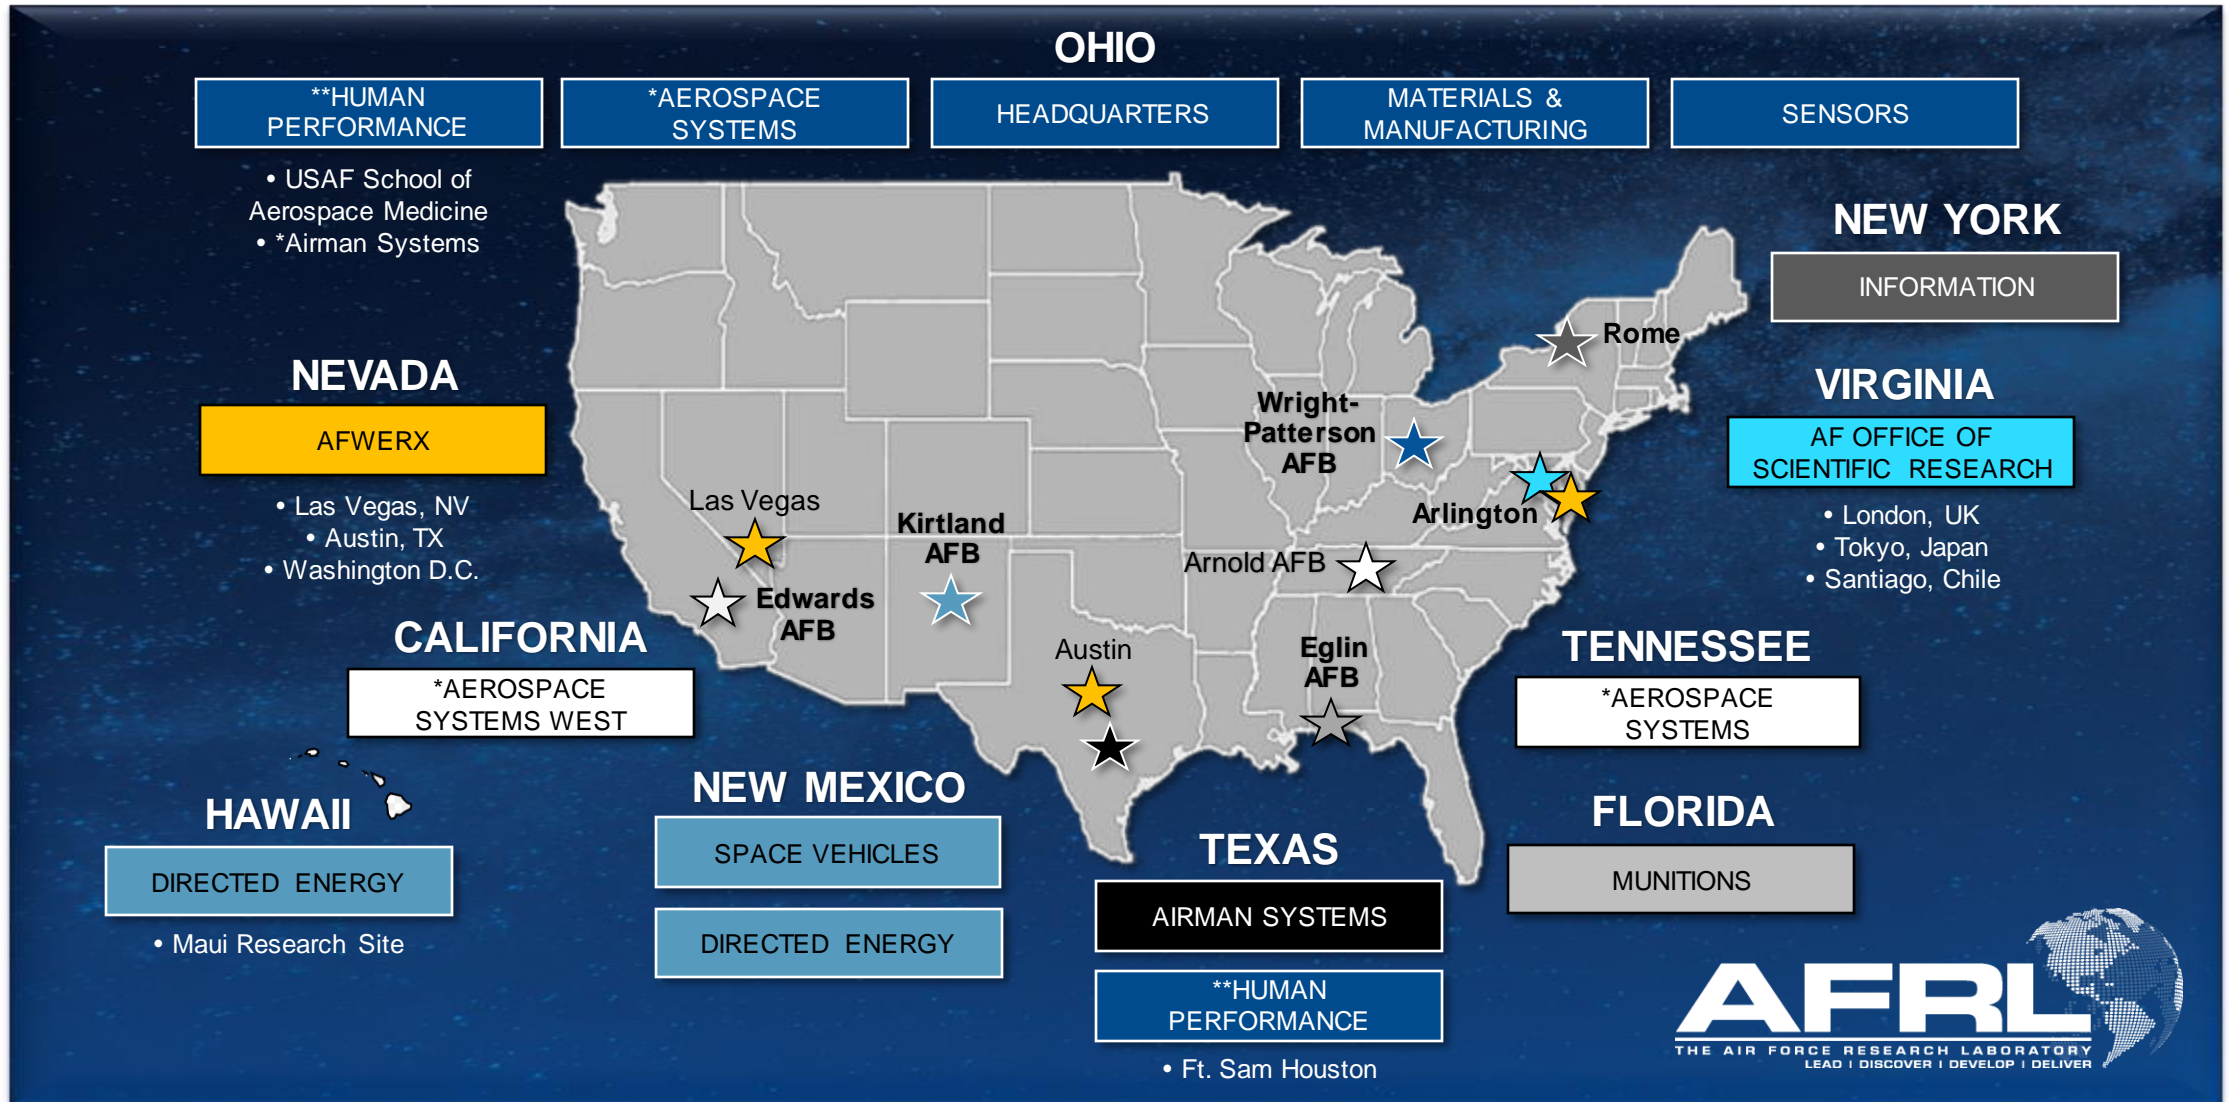 OHIO
**HUMAN
PERFORMANCE
*AEROSPACE
SYSTEMS
HEADQUARTERS
MATERIALS &
MANUFACTURING
SENSORS
• USAF School of
Aerospace Medicine
• *Airman Systems
NEW YORK
INFORMATION
Rome
NEVADA
AFWERX
• Las Vegas, NV
• Austin, TX
• Washington D.C.
VIRGINIA
AF OFFICE OF
SCIENTIFIC RESEARCH
• London, UK
• Tokyo, Japan
• Santiago, Chile
Wright-
Patterson
AFB
Las Vegas
Kirtland
AFB
Arlington
Arnold AFB
Edwards
AFB
Austin
Eglin
AFB
CALIFORNIA
*AEROSPACE
SYSTEMS WEST
TENNESSEE
*AEROSPACE
SYSTEMS
HAWAII
DIRECTED ENERGY
• Maui Research Site
NEW MEXICO
SPACE VEHICLES
DIRECTED ENERGY
TEXAS
AIRMAN SYSTEMS
**HUMAN
PERFORMANCE
• Ft. Sam Houston
FLORIDA
MUNITIONS
AFRL
THE AIR FORCE RESEARCH LABORATORY
LEAD | DISCOVER | DEVELOP | DELIVER